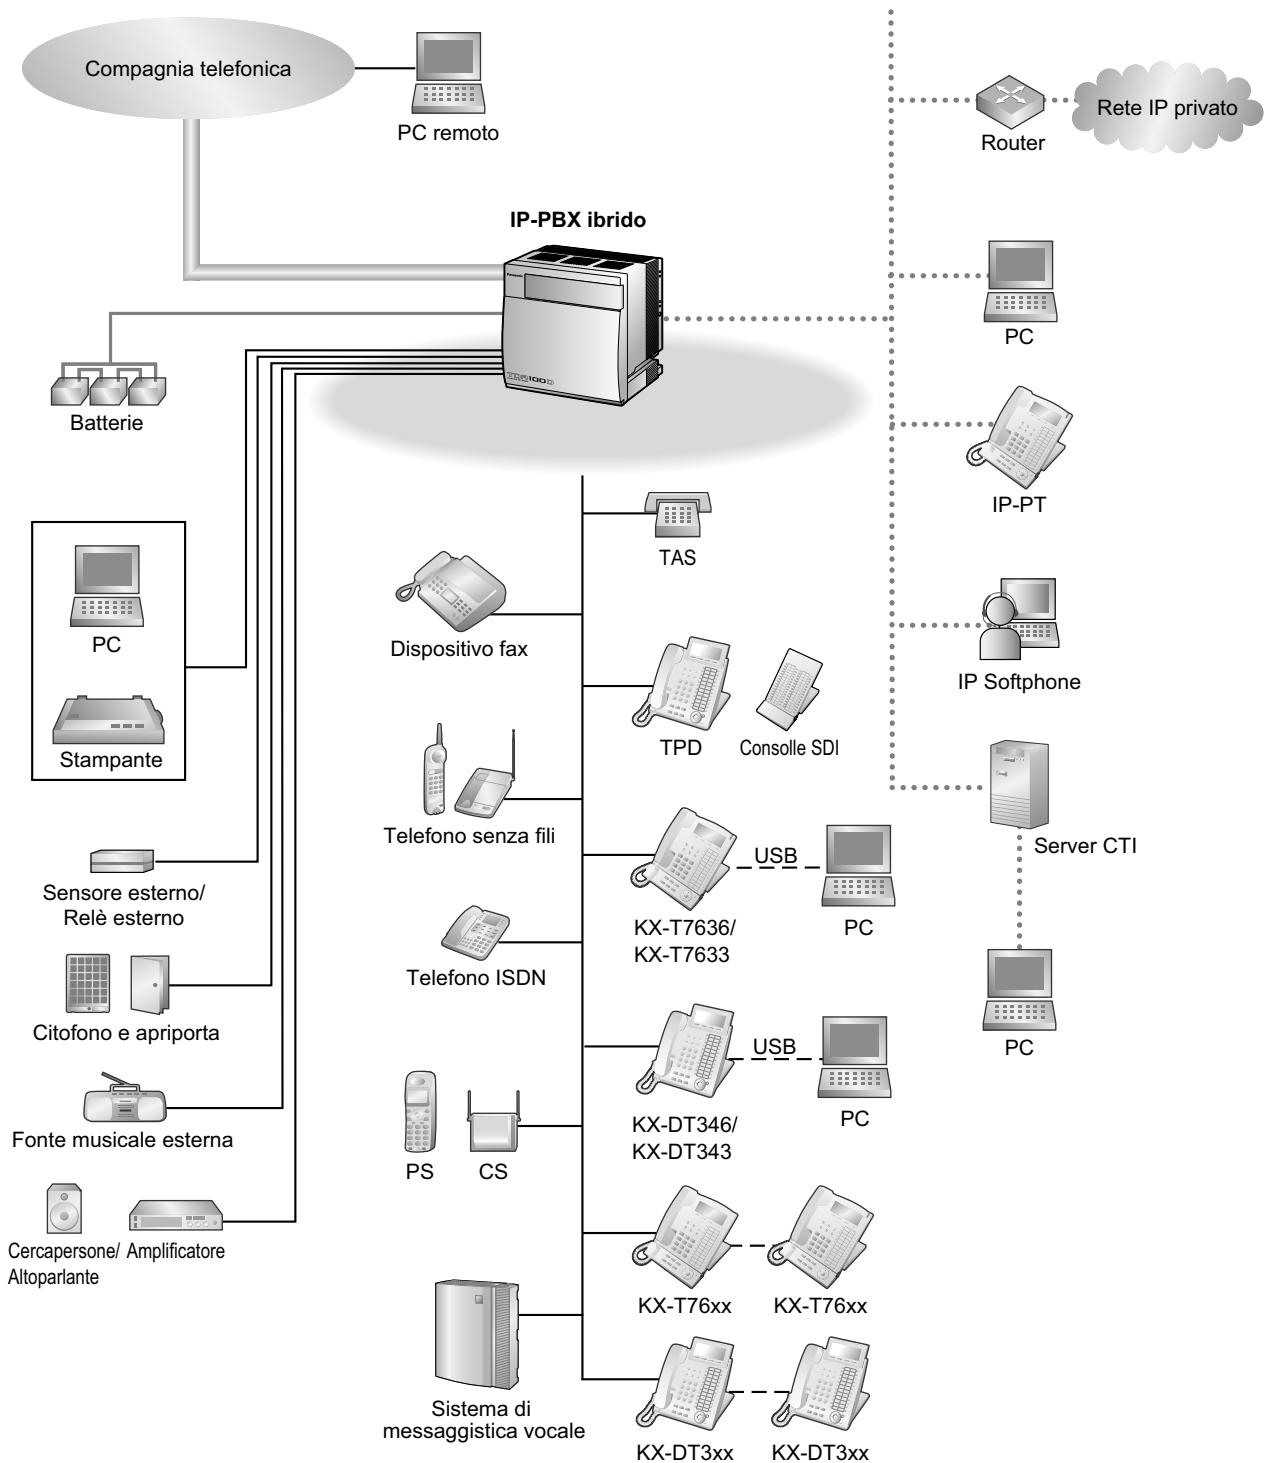 Compagnia telefonica
PC remoto
Rete IP privato
Router
IP-PBX ibrido
Panasonic
TDA100D
PC
Batterie
IP-PT
TAS
PC
Dispositivo fax
IP Softphone
TPD
Consolle SDI
Stampante
Telefono senza fili
USB
Server CTI
Sensore esterno/
Relè esterno
KX-T7636/
KX-T7633
PC
Telefono ISDN
Citofono e apriporta
USB
PC
Fonte musicale esterna
PS
CS
KX-DT346/
KX-DT343
PC
Cercapersone/
Altoparlante
Amplificatore
KX-T76xx
KX-T76xx
Sistema di
messaggistica vocale
KX-DT3xx
KX-DT3xx